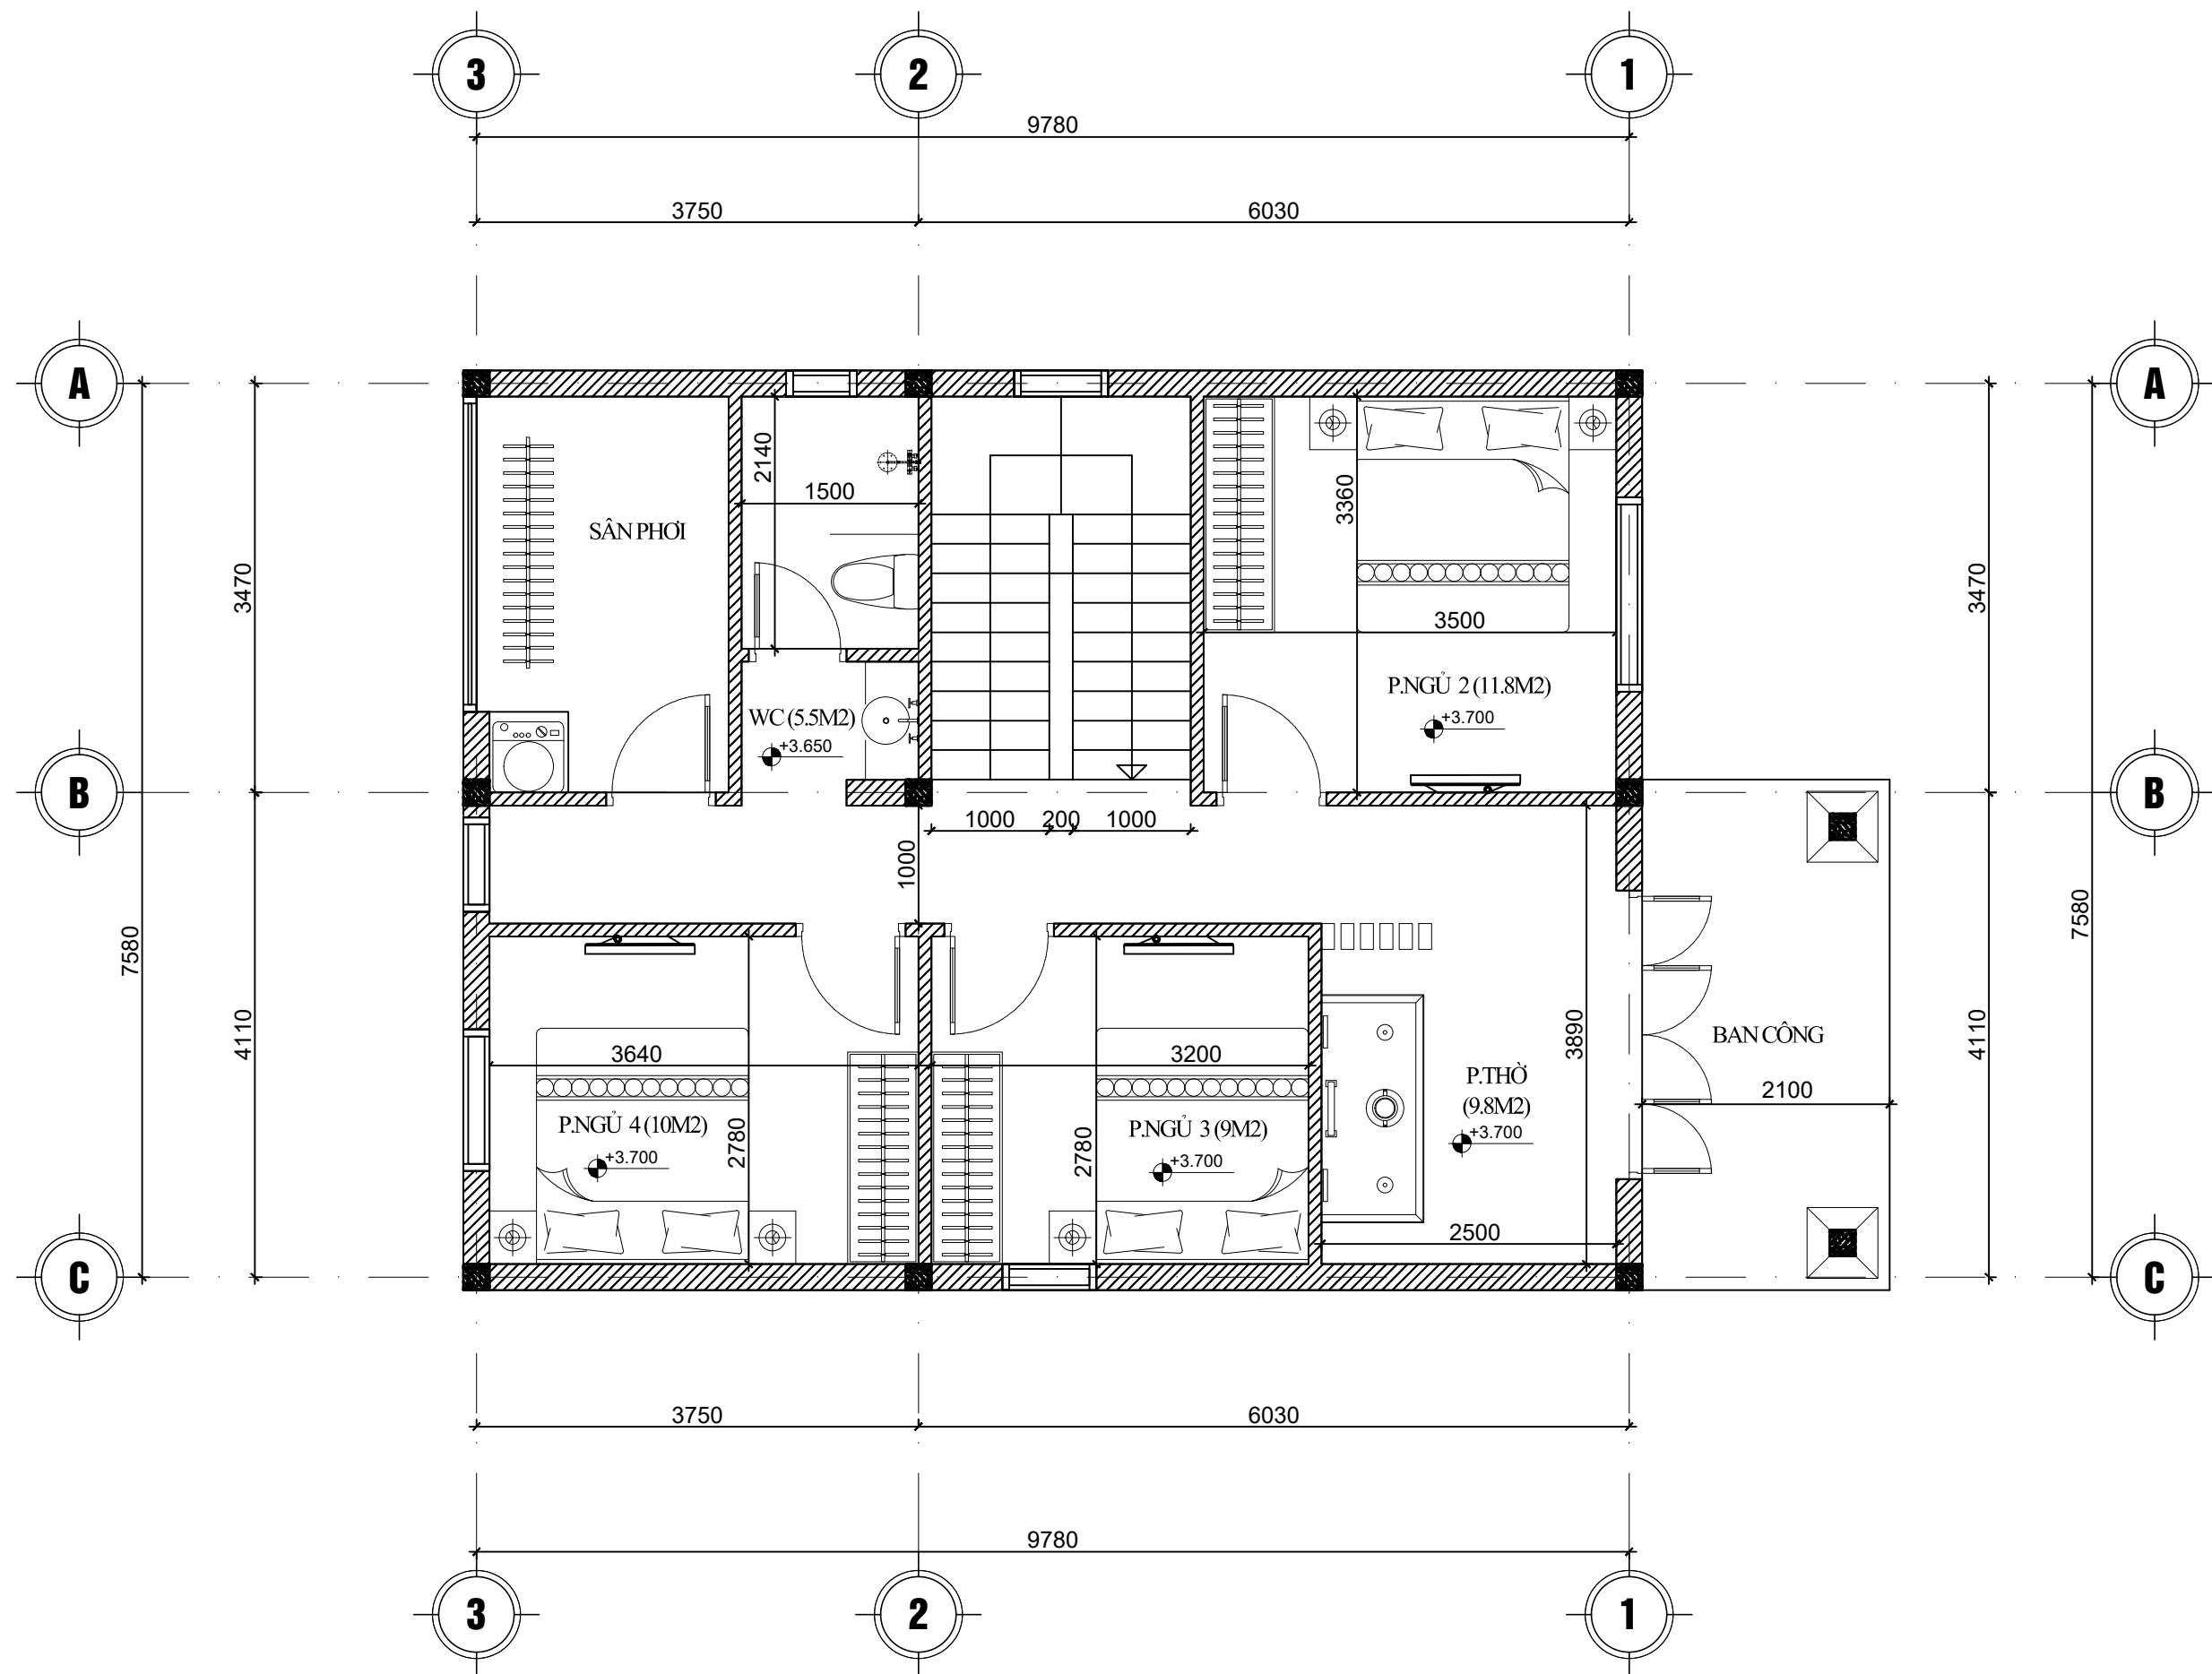 3 2 1
9780
3750 6030
A A
2140
1500
3360
SÂN PHƠI
3470 3470
3500
P.NGỦ 2 (11.8M2)
+3.700
WC (5.5M2)
+3.650
B B
1000 200 1000
1000
7580 7580
4110 4110
3890
BAN CÔNG
3640 3200
P.THỜ
(9.8M2)
+3.700
2100
P.NGỦ 4 (10M2)
+3.700
2780
P.NGỦ 3 (9M2)
+3.700
2780
2500
C C
3750 6030
9780
3 2 1